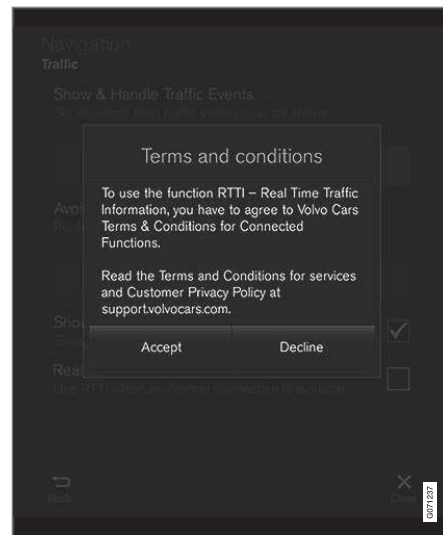 Navigation
Traffic
Show & Handle Traffic Events
Terms and conditions
To use the function RTTI – Real Time Traffic
Information, you have to agree to Volvo Cars
Terms & Conditions for Connected
Functions.
Read the Terms and Conditions for services
and Customer Privacy Policy at
support.volvocars.com.
Accept
Decline
Back
Close
G071237